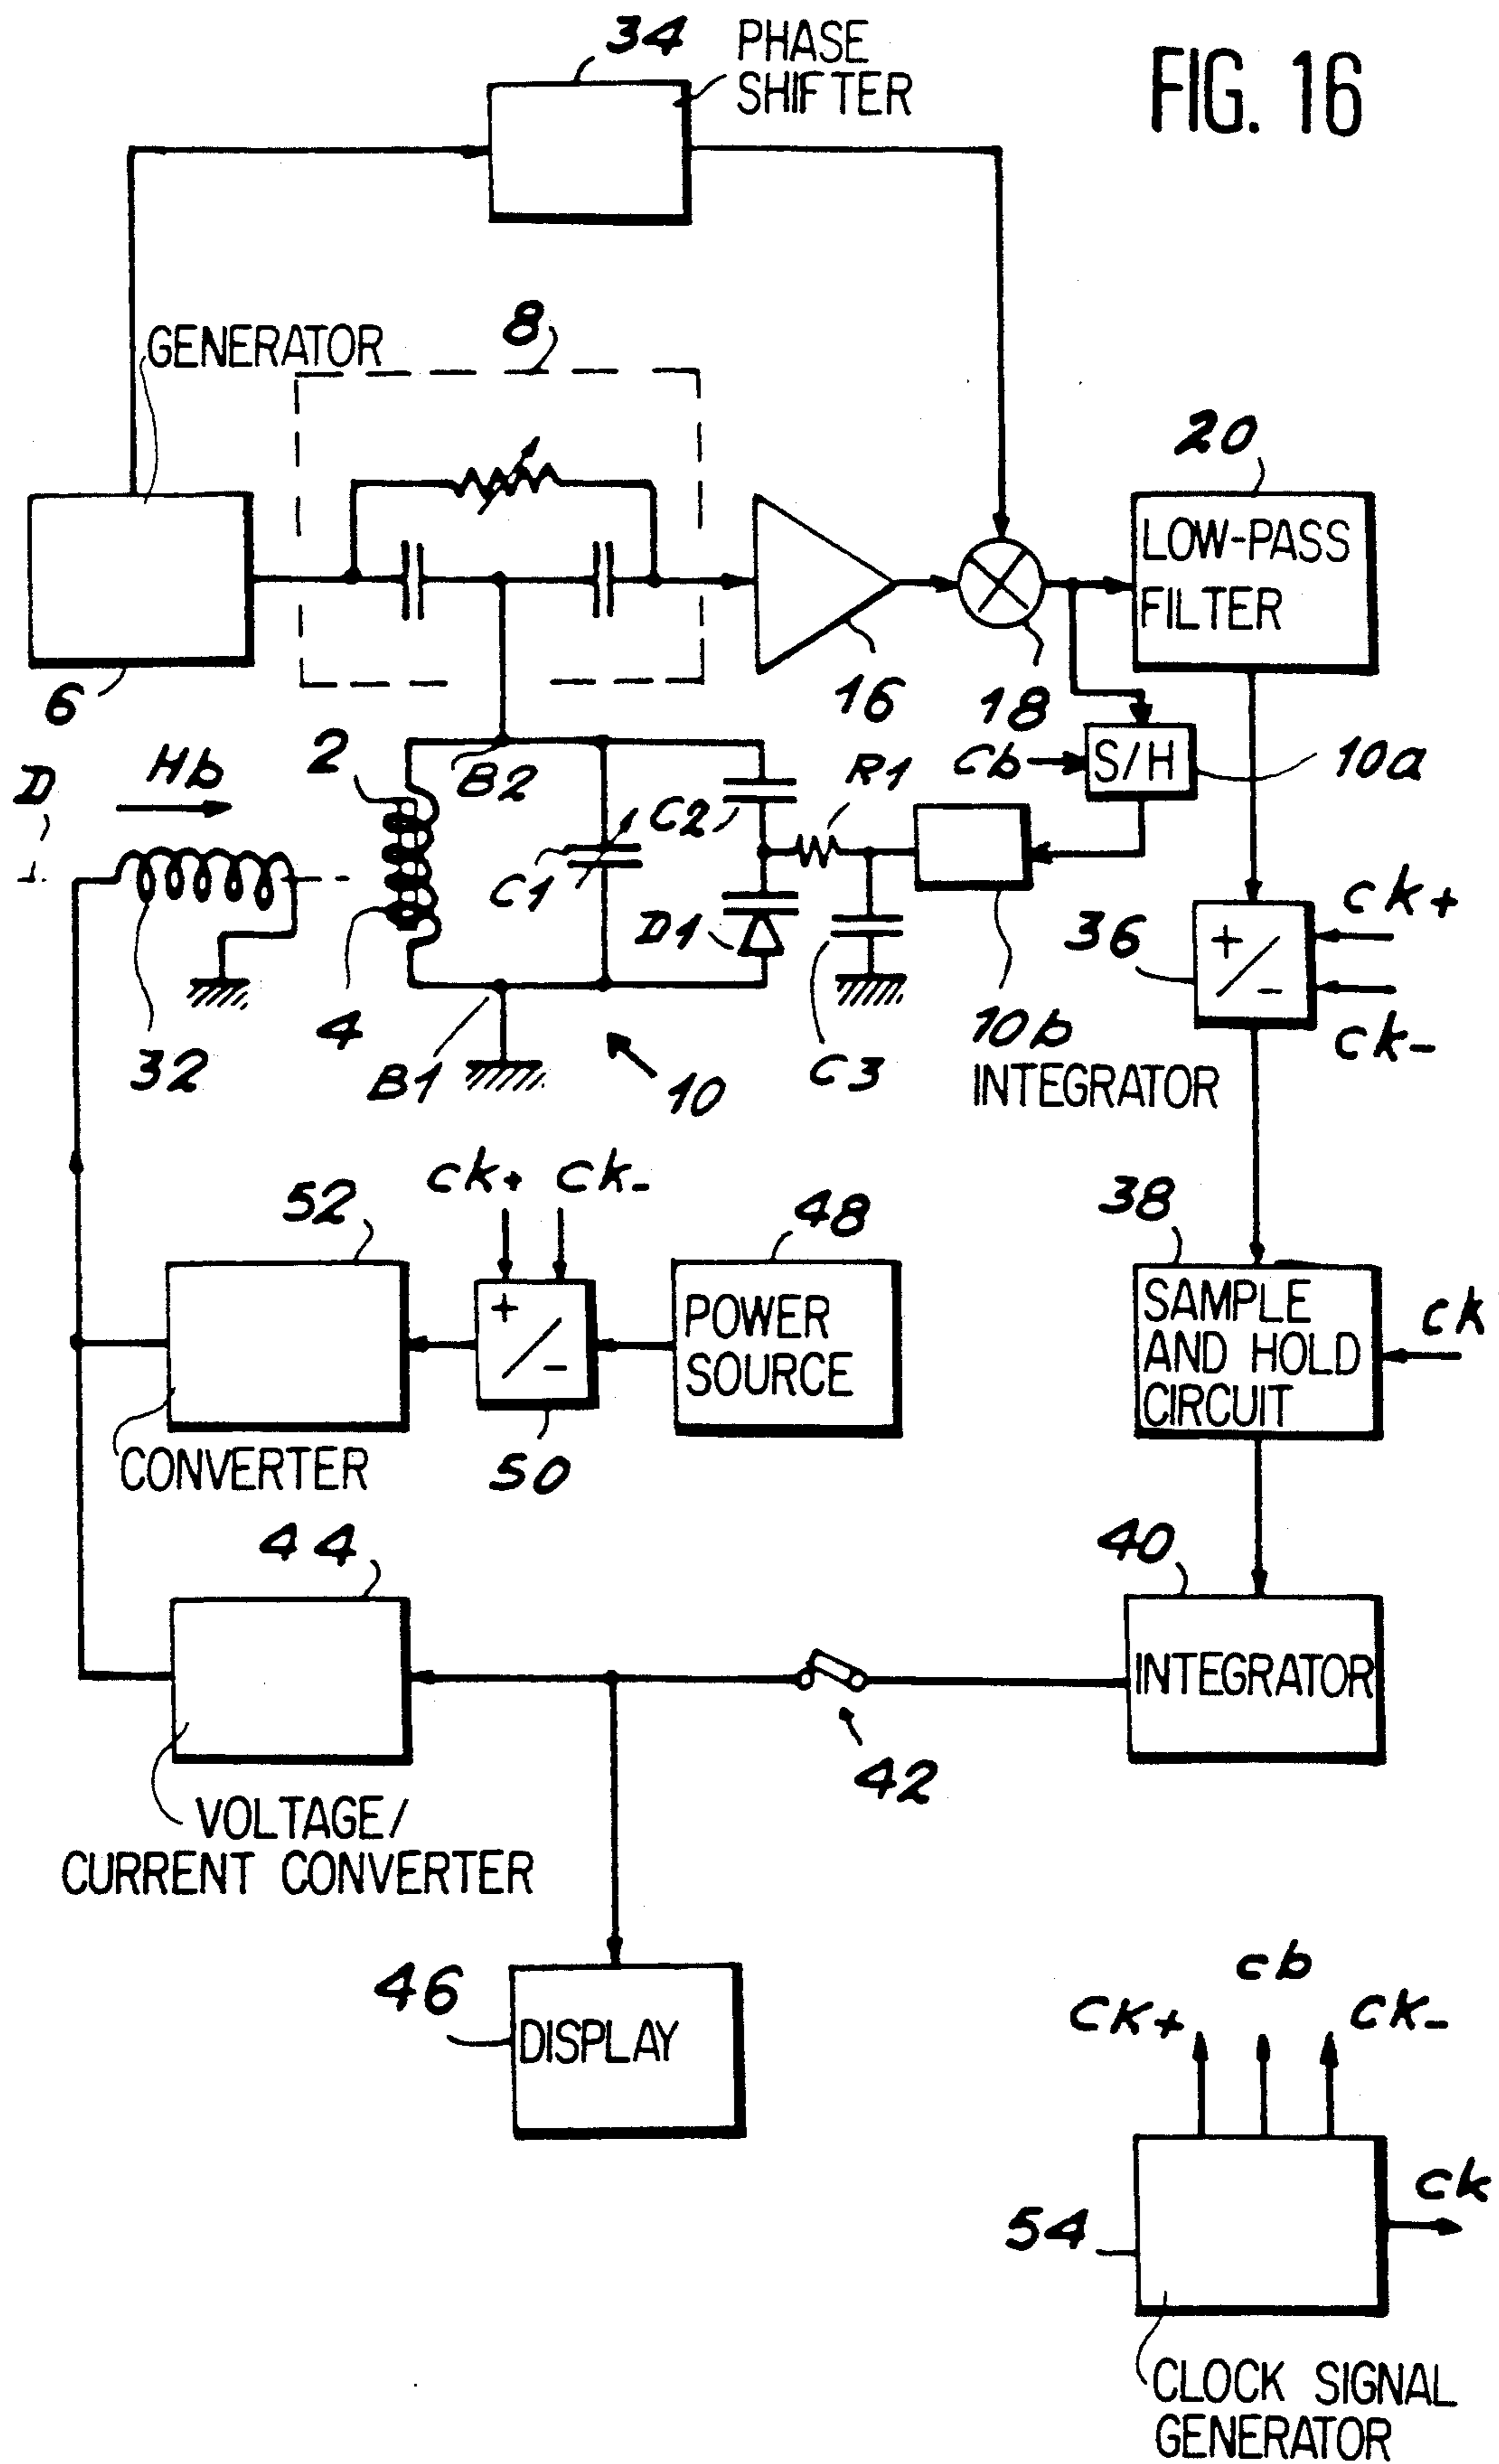 34 PHASE
SHIFTER
FIG. 16
GENERATOR
8
20
LOW-PASS
FILTER
6
16
18
D
Hb
2
B2
C2
R1
Cb
S/H
10a
C1
4
D1
36
+
/
-
ck+
ck-
32
B1
10
C3
10b
INTEGRATOR
ck+ ck-
52
48
38
+
/
-
POWER
SOURCE
SAMPLE
AND HOLD
CIRCUIT
ck
CONVERTER
50
44
40
INTEGRATOR
42
VOLTAGE/
CURRENT CONVERTER
46
DISPLAY
cb
CK+
CK-
ck
54
CLOCK SIGNAL
GENERATOR